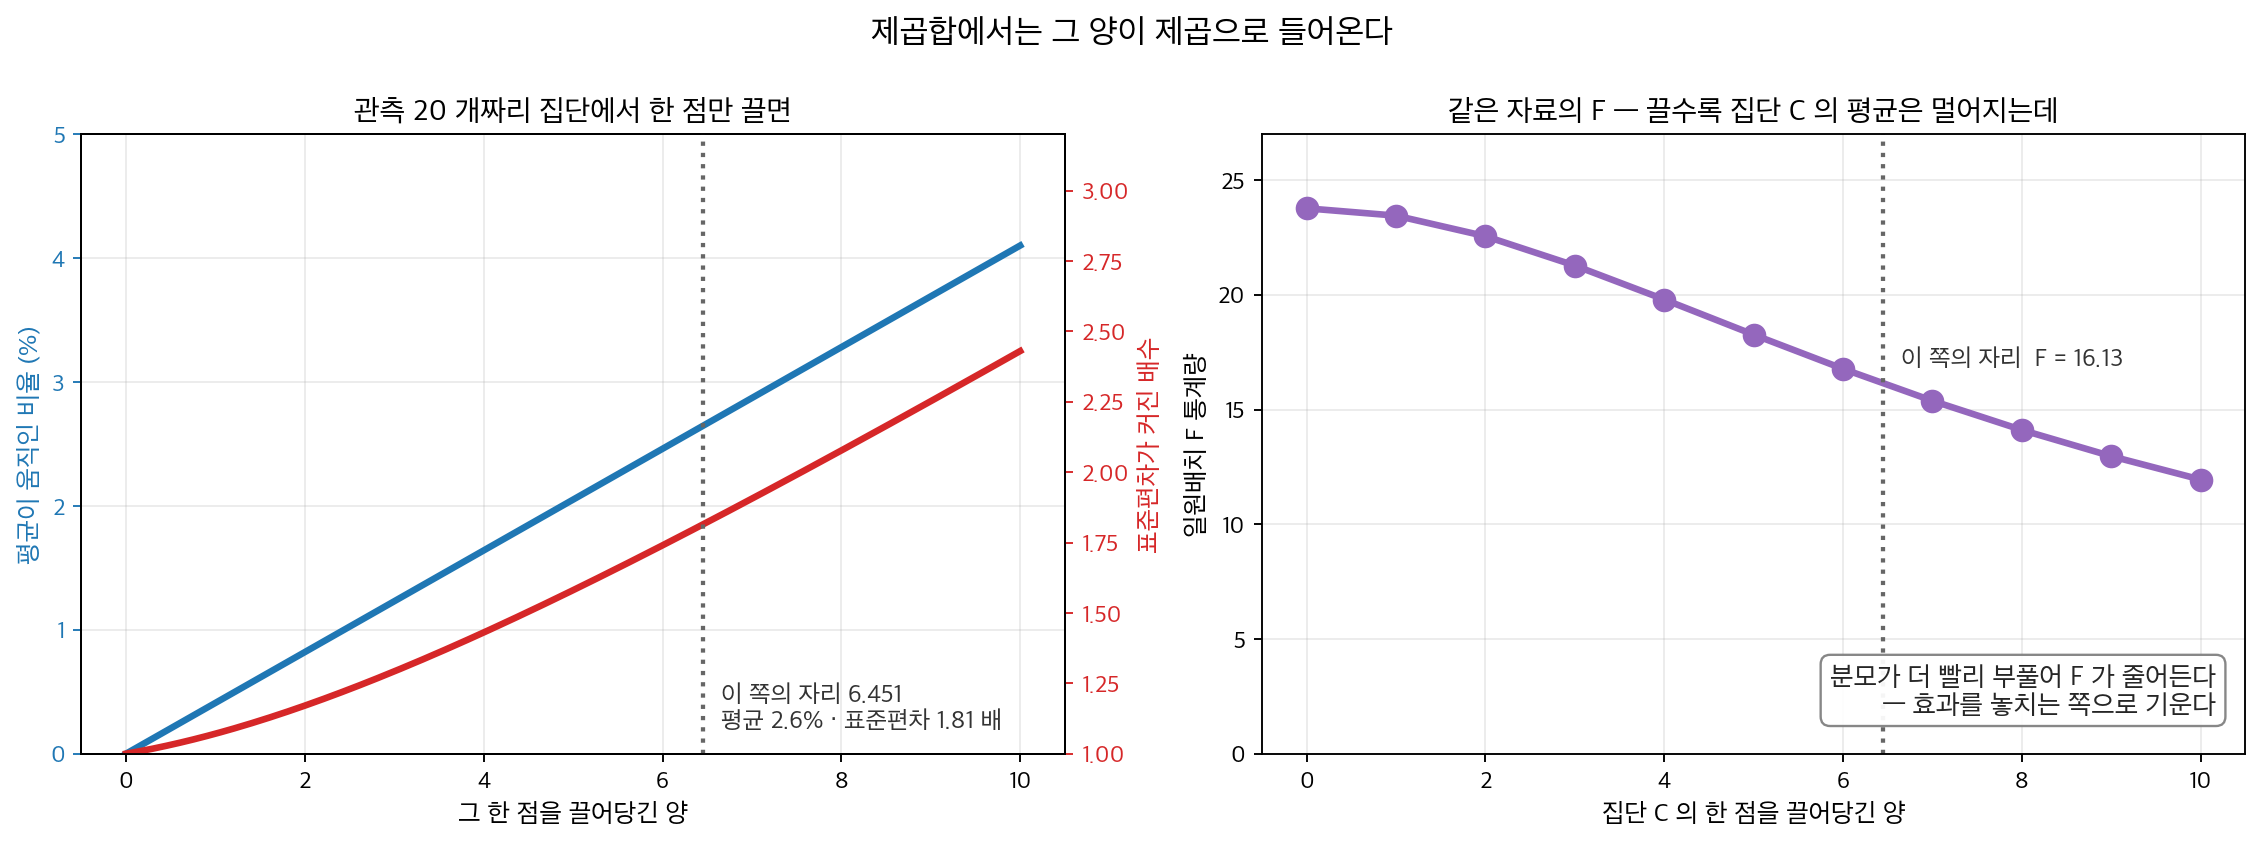 제곱합에서는 그 양이 제곱으로 들어온다
관측 20 개짜리 집단에서 한 점만 끌면
5
4
3
2
1
0
평균이 움직인 비율 (%)
3.00
2.75
2.50
2.25
2.00
1.75
1.50
1.25
1.00
표준편차가 커진 배수
이 쪽의 자리 6.451
평균 2.6% · 표준편차 1.81 배
0 2 4 6 8 10
그 한 점을 끌어당긴 양
같은 자료의 F — 끌수록 집단 C 의 평균은 멀어지는데
25
20
15
10
5
0
일원배치 F 통계량
이 쪽의 자리 F = 16.13
분모가 더 빨리 부풀어 F 가 줄어든다
— 효과를 놓치는 쪽으로 기운다
0 2 4 6 8 10
집단 C 의 한 점을 끌어당긴 양